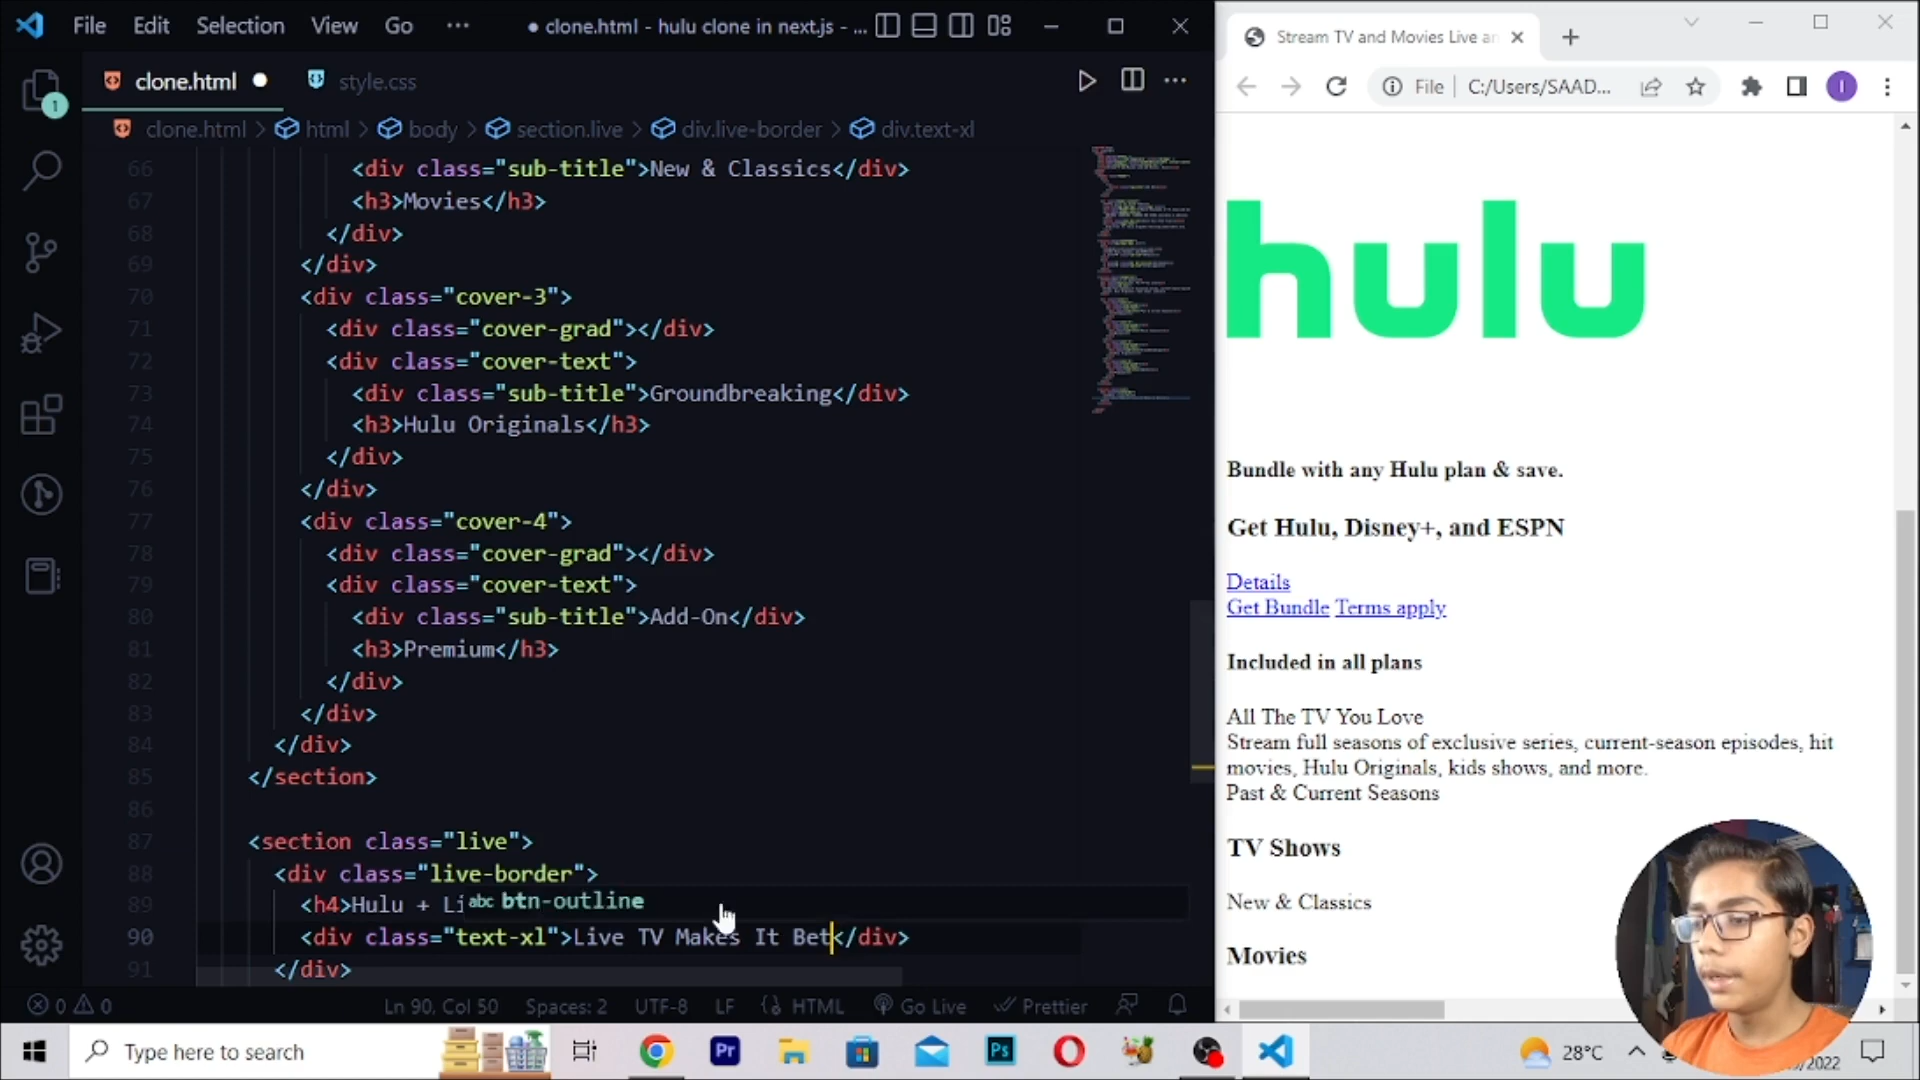 File Edit Selection View Go ··· ● clone.html - hulu clone in next.js - ...
clone.html ● style.css
clone.html > html > body > section.live > div.live-border > div.text-xl
66 <div class="sub-title">New & Classics</div>
67 <h3>Movies</h3>
68 </div>
69 </div>
70 <div class="cover-3">
71 <div class="cover-grad"></div>
72 <div class="cover-text">
73 <div class="sub-title">Groundbreaking</div>
74 <h3>Hulu Originals</h3>
75 </div>
76 </div>
77 <div class="cover-4">
78 <div class="cover-grad"></div>
79 <div class="cover-text">
80 <div class="sub-title">Add-On</div>
81 <h3>Premium</h3>
82 </div>
83 </div>
84 </div>
85 </section>
86
87 <section class="live">
88 <div class="live-border">
89 <h4>Hulu + Li
abc btn-outline
90 <div class="text-xl">Live TV Makes It Bet</div>
91 </div>
1
0 0 Ln 90, Col 50 Spaces: 2 UTF-8 LF HTML Go Live Prettier
Stream TV and Movies Live an
File C:/Users/SAAD... I
hulu
Bundle with any Hulu plan & save.
Get Hulu, Disney+, and ESPN
Details
Get Bundle Terms apply
Included in all plans
All The TV You Love
Stream full seasons of exclusive series, current-season episodes, hit
movies, Hulu Originals, kids shows, and more.
Past & Current Seasons
TV Shows
New & Classics
Movies
Type here to search Pr Ps 28°C
2022